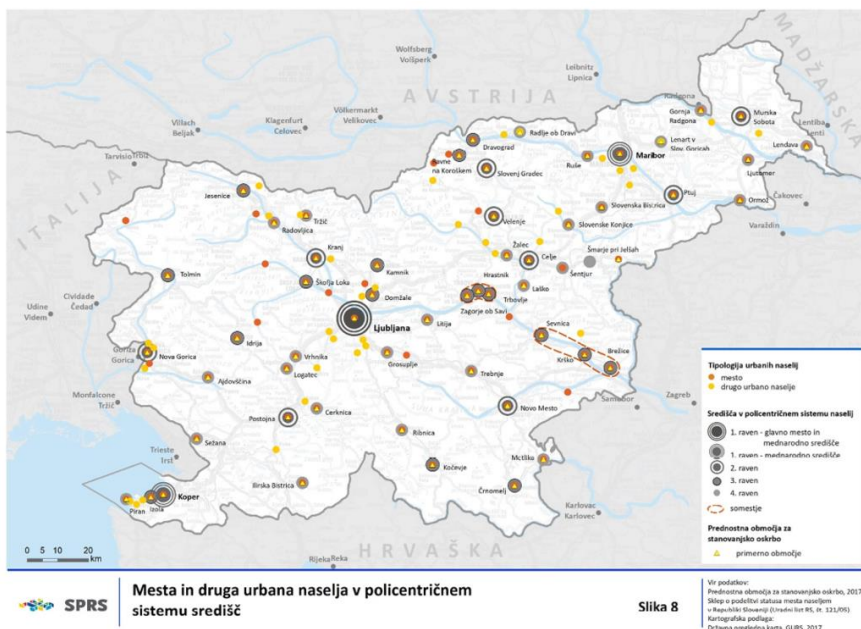 Wolfsberg
Volšperk
Leibnitz
Lipnica
MADŽARSKA
AVSTRIJA
Villach
Beljak
Klagenfurt
Celovec
Völkermarkt
Velikovec
Radgona
Gornja
Radgona
Murska
Sobota
Lentiba
Lenti
Lendava
Radlje ob Dravi
Dravograd
Ravne
na Koroškem
Slovenj Gradec
Ruše
Maribor
Lenart v
Slov. Goricah
Ljutomer
Tarvisio
Trbiž
ITALIJA
Jesenice
Radovljica
Tržič
Velenje
Slovenska Bistrica
Slovenske Konjice
Ptuj
Ormož
Čakovec
Varaždin
Tolmin
Kranj
Škofja Loka
Kamnik
Domžale
Žalec
Celje
Šmarje pri Jelšah
Šentjur
Hrastnik
Laško
Trbovlje
Zagorje ob Savi
Udine
Videm
Cividade
Čedad
Ljubljana
Litija
Sevnica
Krško
Brežice
Gorizia
Gorica
Nova Gorica
Idrija
Vrhnika
Logatec
Grosuplje
Trebnje
Ajdovščina
Monfalcone
Tržič
Postojna
Cerknica
Novo Mesto
Samobor
Zagreb
Trieste
Trst
Sežana
Ribnica
Kočevje
Metlika
Črnomelj
Karlovac
Karlovec
Koper
Piran
Izola
Ilirska Bistrica
Rijeka
Reka
HRVAŠKA
0 5 10 20
km
Tipologija urbanih naselij
mesto
drugo urbano naselje
Središča v policentričnem sistemu naselij
1. raven - glavno mesto in
mednarodno središče
1. raven - mednarodno središče
2. raven
3. raven
4. raven
somestje
Prednostna območja za
stanovanjsko oskrbo
primerno območje
SPRS
Mesta in druga urbana naselja v policentričnem
sistemu središč
Slika 8
Vir podatkov:
Prednostna območja za stanovanjsko oskrbo, 2017
Sklep o podelitvi statusa mesta naseljem
v Republiki Sloveniji (Uradni list RS, št. 121/05)
Kartografska podlaga:
Državna pregledna karta, GURS, 2017